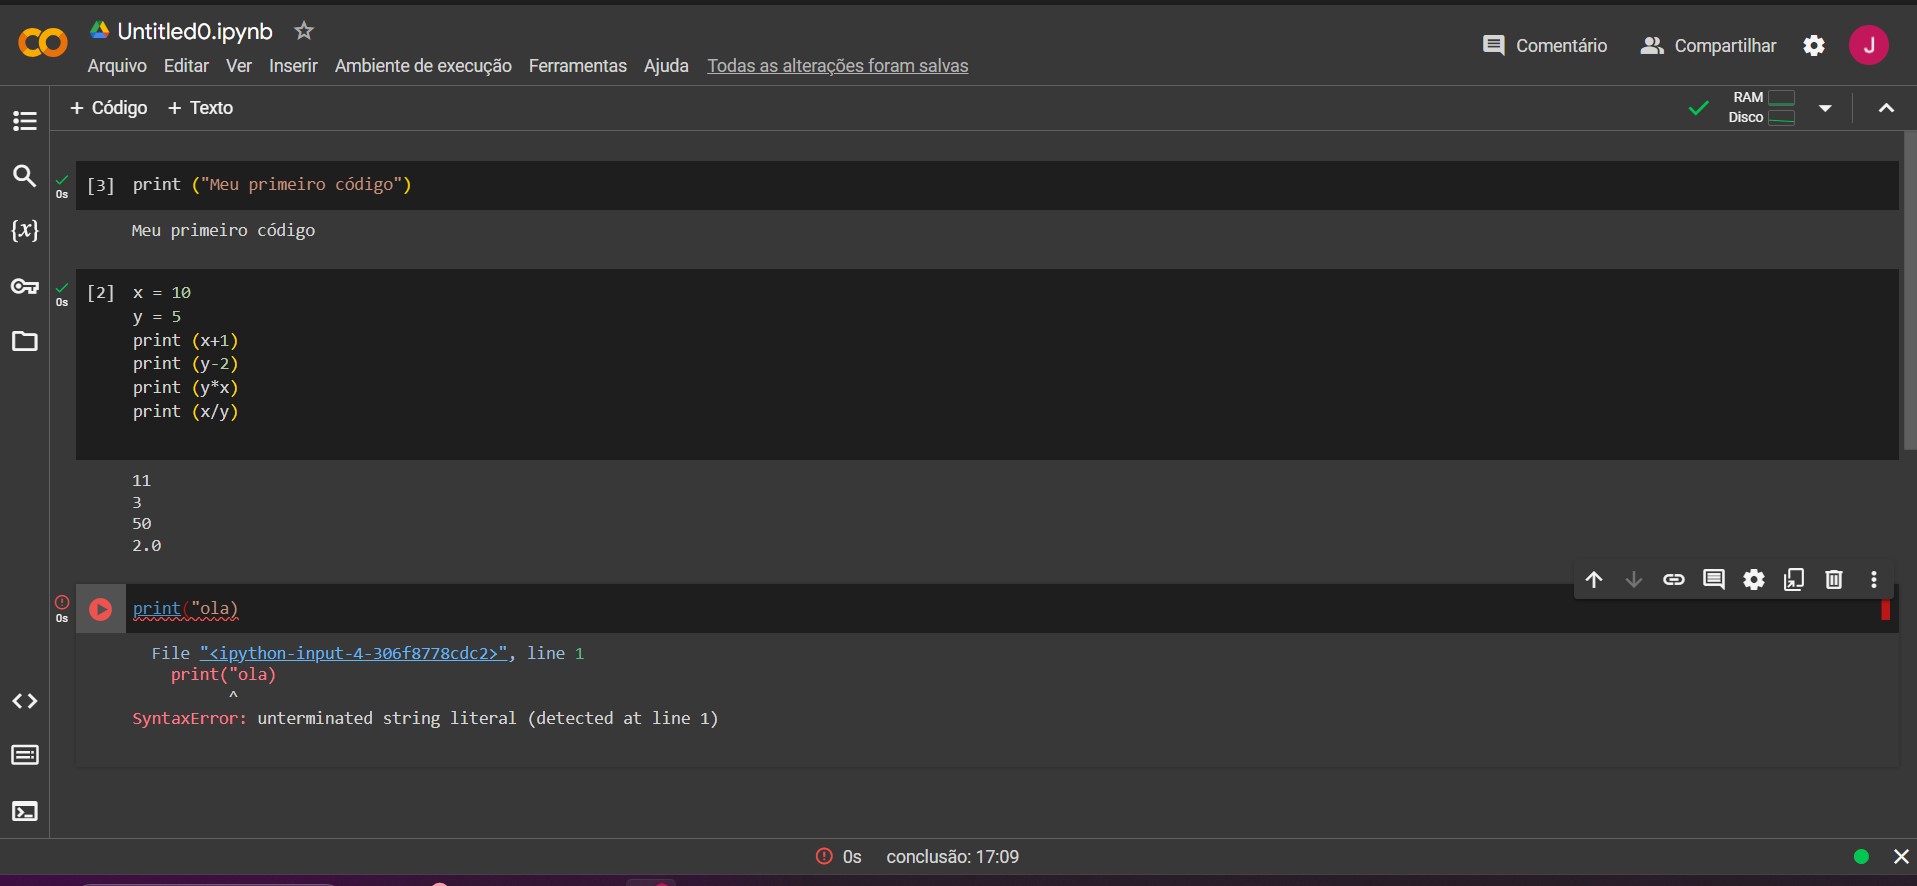 Untitled0.ipynb
Arquivo Editar Ver Inserir Ambiente de execução Ferramentas Ajuda Todas as alterações foram salvas
Comentário Compartilhar J
+ Código + Texto
RAM
Disco
[3] print ("Meu primeiro código")
0s
Meu primeiro código
[2] x = 10
0s
y = 5
print (x+1)
print (y-2)
print (y*x)
print (x/y)
11
3
50
2.0
print("ola)
0s
File "<ipython-input-4-306f8778cdc2>", line 1
print("ola)
^
SyntaxError: unterminated string literal (detected at line 1)
0s conclusão: 17:09